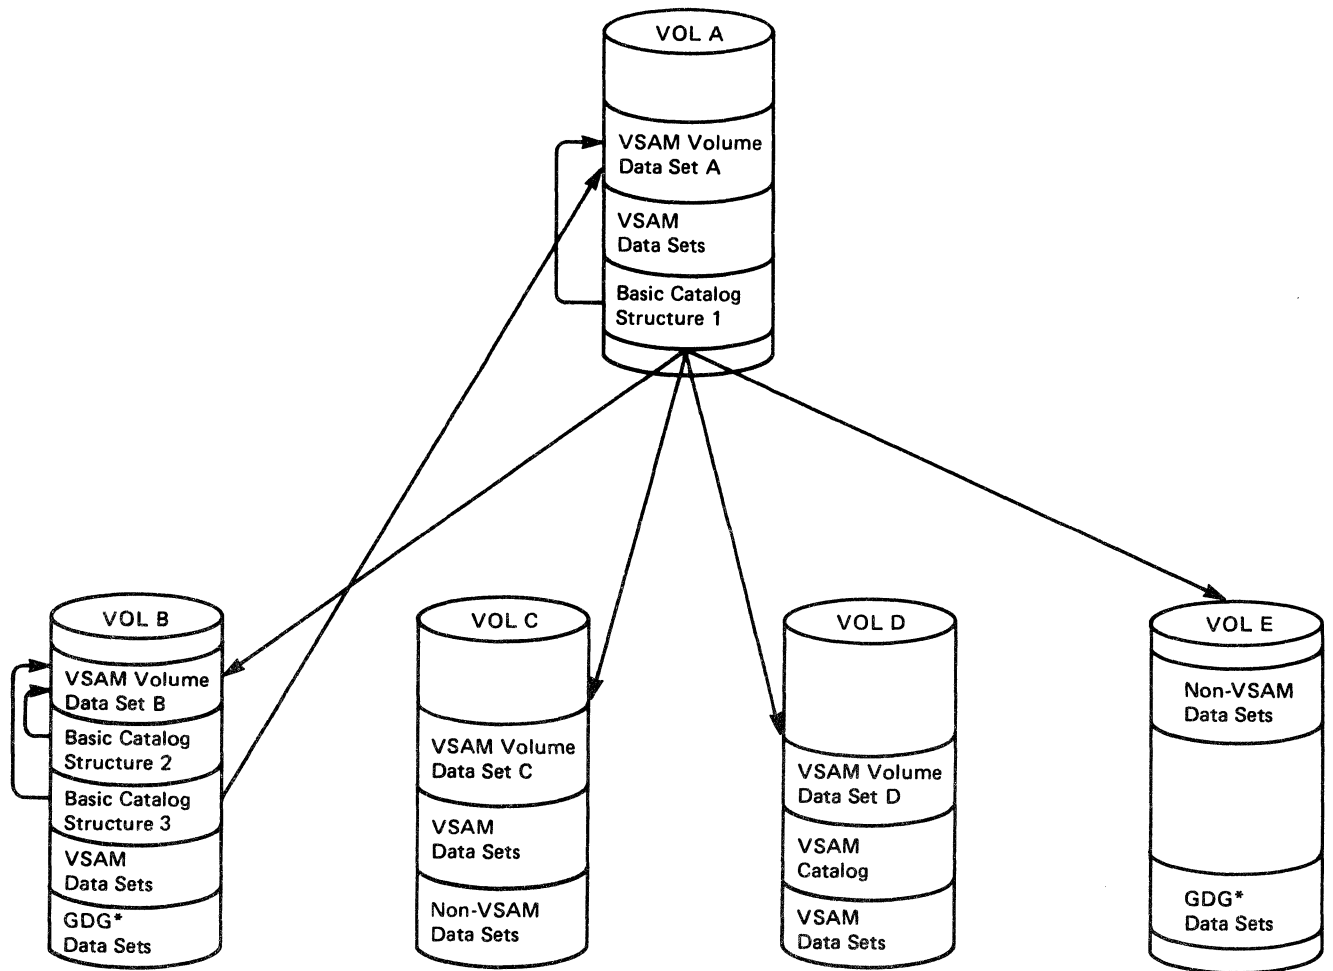 VOL A
VSAM Volume
Data Set A
VSAM
Data Sets
Basic Catalog
Structure 1
VOL B
VSAM Volume
Data Set B
Basic Catalog
Structure 2
Basic Catalog
Structure 3
VSAM
Data Sets
GDG*
Data Sets
VOL C
VSAM Volume
Data Set C
VSAM
Data Sets
Non-VSAM
Data Sets
VOL D
VSAM Volume
Data Set D
VSAM
Catalog
VSAM
Data Sets
VOL E
Non-VSAM
Data Sets
GDG*
Data Sets